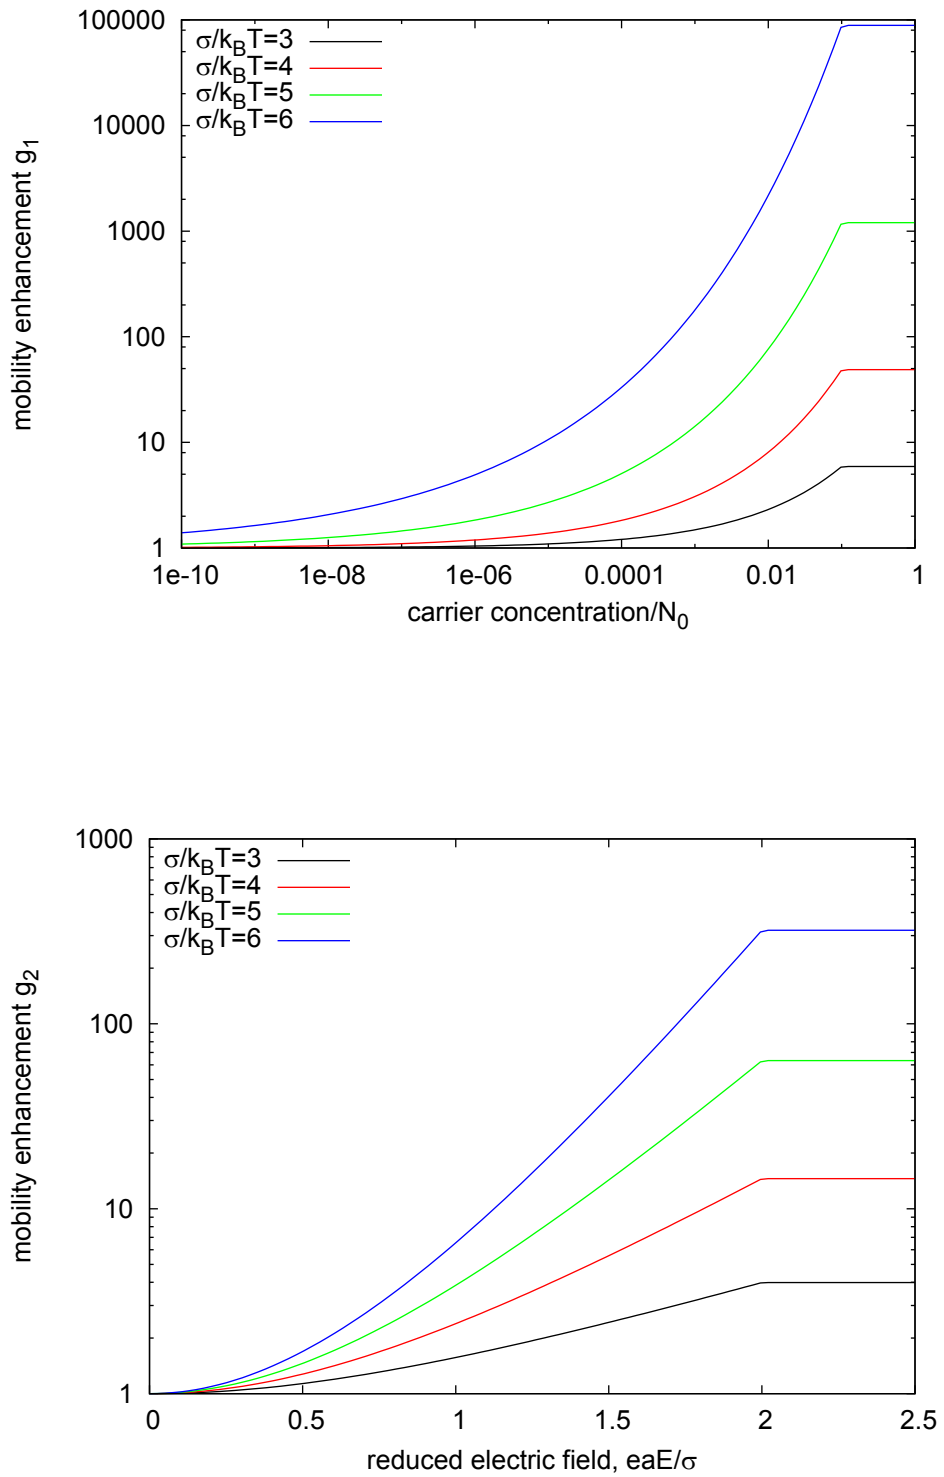 mobility enhancement g1
100000
10000
1000
100
10
1
σ/kBT=3
σ/kBT=4
σ/kBT=5
σ/kBT=6
1e-10 1e-08 1e-06 0.0001 0.01 1
carrier concentration/N0
mobility enhancement g2
1000
100
10
1
σ/kBT=3
σ/kBT=4
σ/kBT=5
σ/kBT=6
0 0.5 1 1.5 2 2.5
reduced electric field, eaE/σ